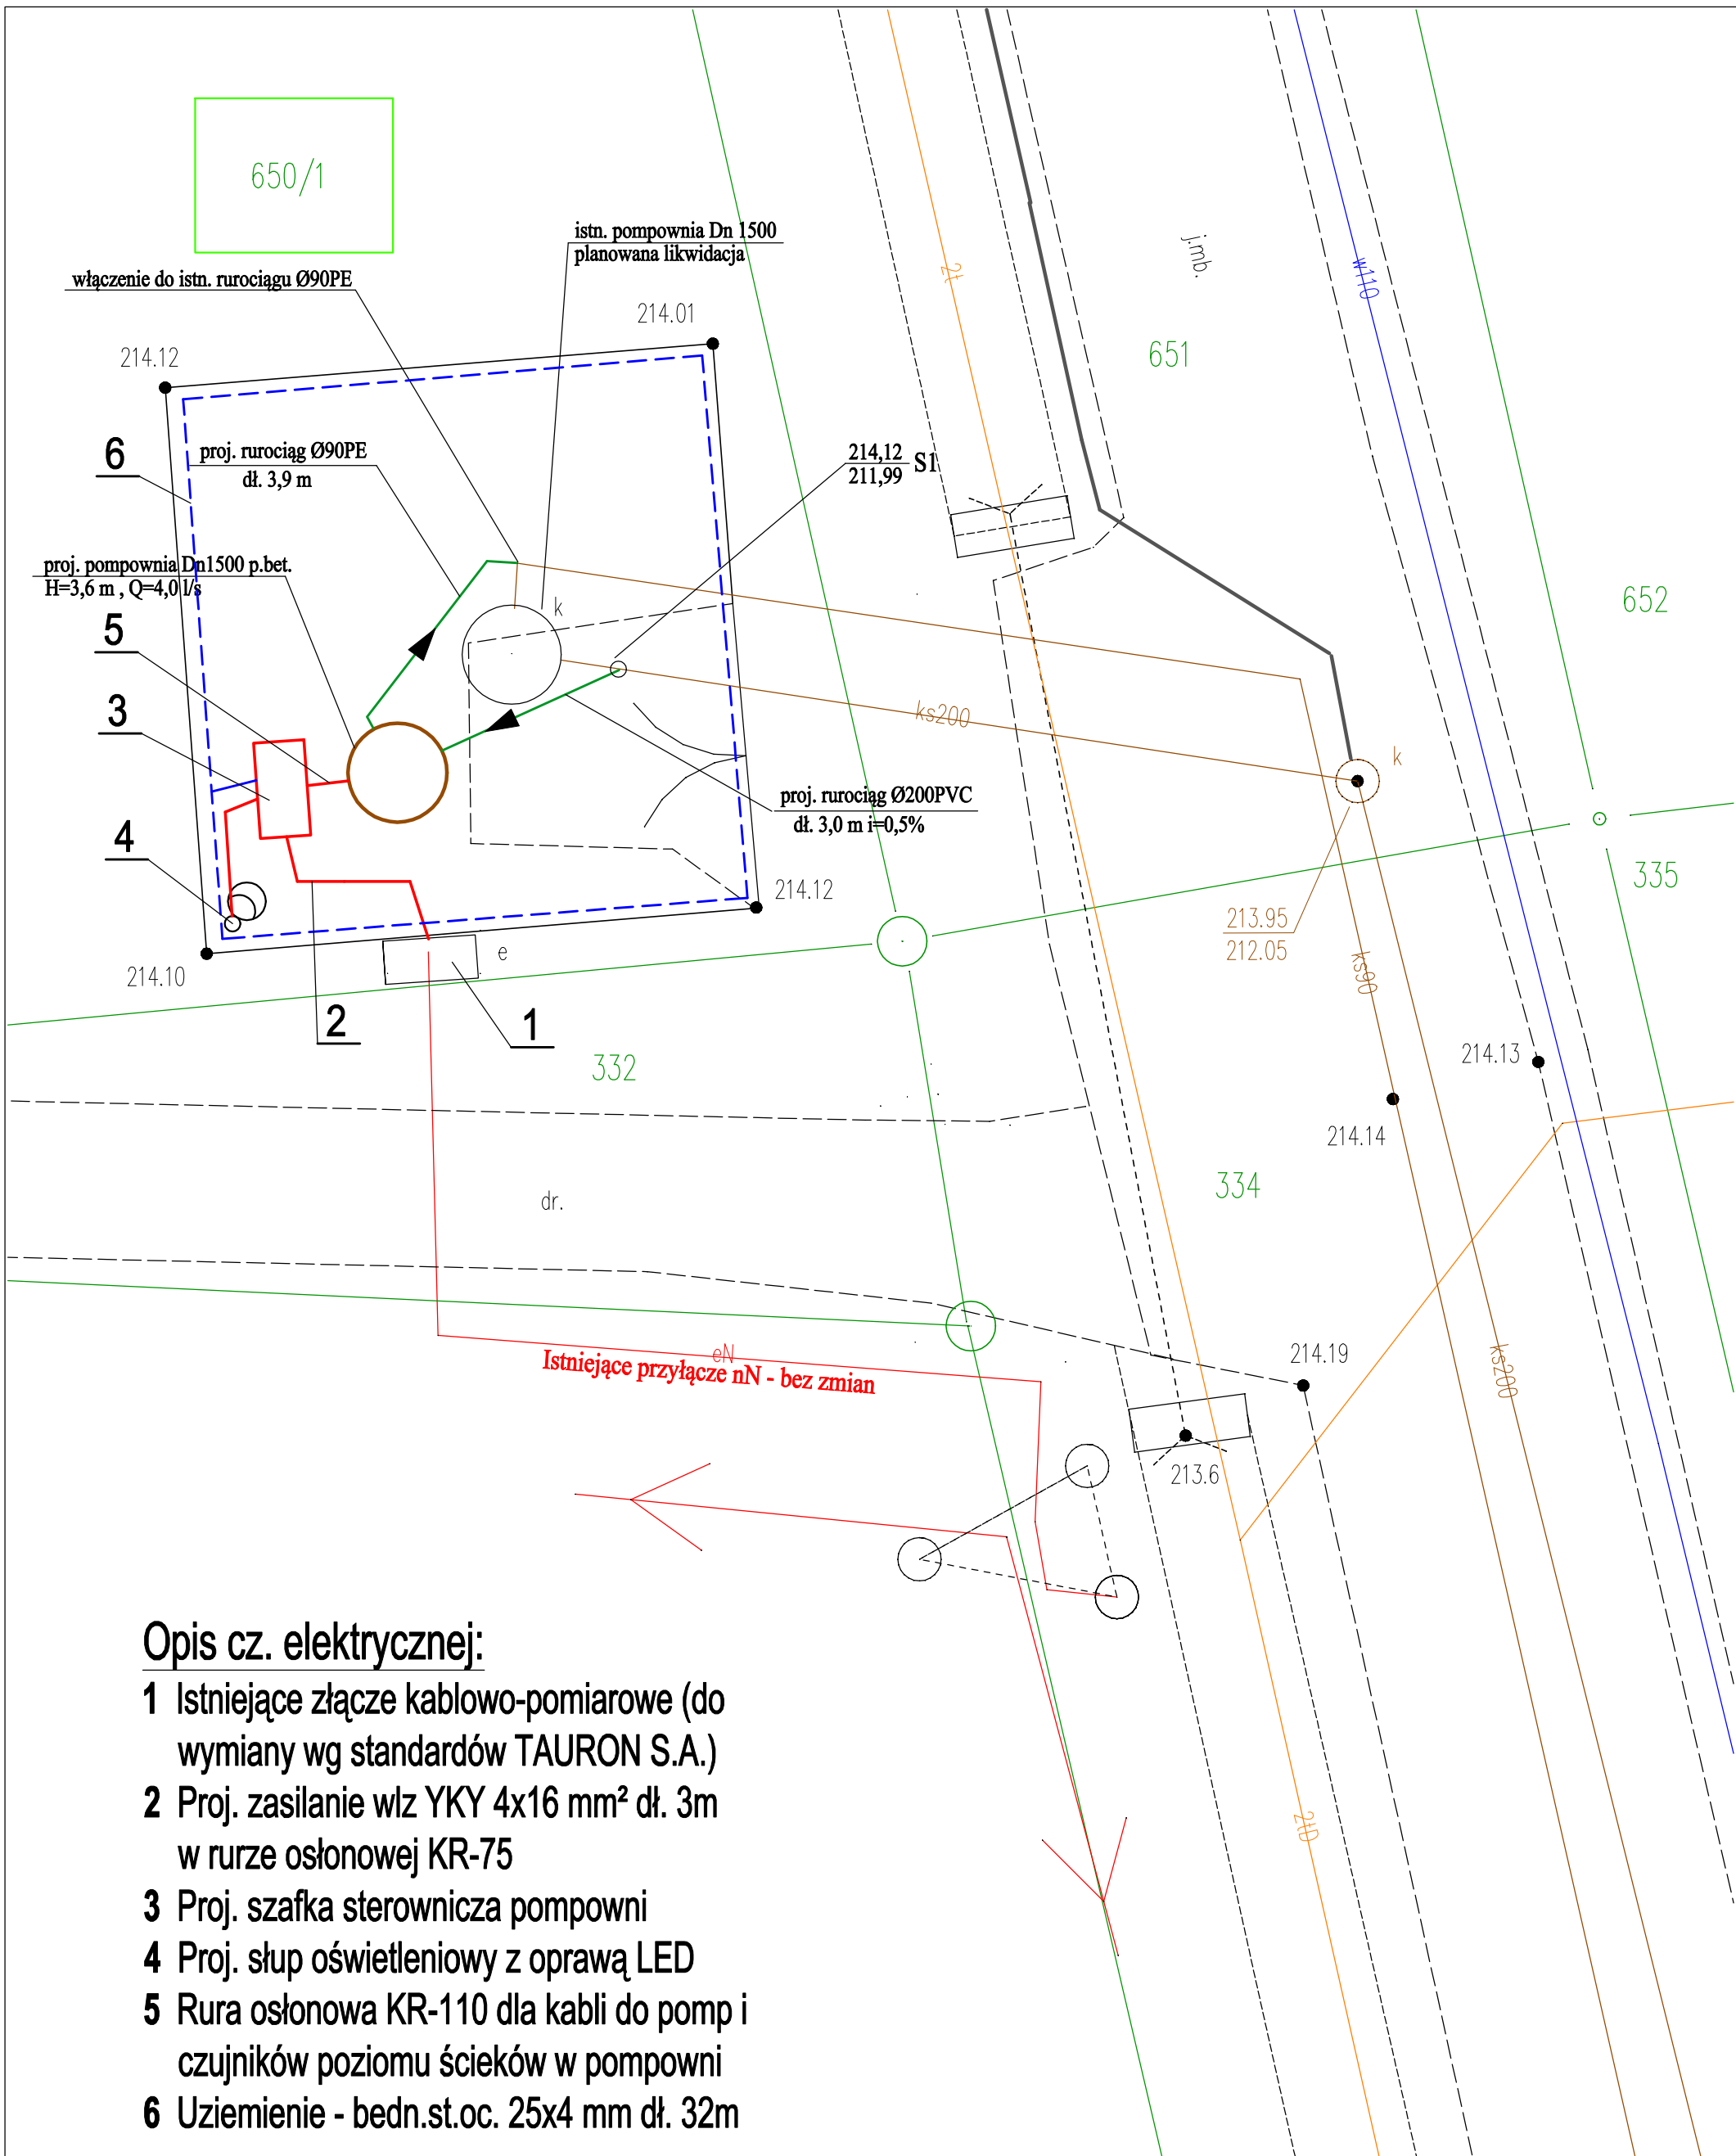 650/1
istn. pompownia Dn 1500
planowana likwidacja
włączenie do istn. rurociągu Ø90PE
214.01
214.12
2t
j.mb.
w110
651
6
proj. rurociąg Ø90PE
dł. 3,9 m
214,12
211,99
S1
proj. pompownia Dn1500 p.bet.
H=3,6 m , Q=4,0 l/s
652
5
k
3
ks200
k
proj. rurociąg Ø200PVC
dł. 3,0 m i=0,5%
4
335
214.12
213.95
212.05
214.10
e
ks90
2
1
332
214.13
214.14
334
dr.
eN
Istniejące przyłącze nN - bez zmian
214.19
ks200
213.6
2tD
Opis cz. elektrycznej:
1 Istniejące złącze kablowo-pomiarowe (do
wymiany wg standardów TAURON S.A.)
2 Proj. zasilanie wlz YKY 4x16 mm² dł. 3m
w rurze osłonowej KR-75
3 Proj. szafka sterownicza pompowni
4 Proj. słup oświetleniowy z oprawą LED
5 Rura osłonowa KR-110 dla kabli do pomp i
czujników poziomu ścieków w pompowni
6 Uziemienie - bedn.st.oc. 25x4 mm dł. 32m